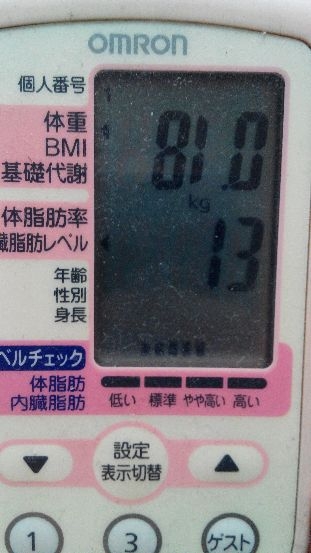 OMRON
個人番号
体重
BMI
基礎代謝
81.0
kg
体脂肪率
臓脂肪レベル
13
年齢
性別
身長
ベルチェック
体脂肪
内臓脂肪
低い 標準 やや高い 高い
設定
表示切替
1
3
ゲスト